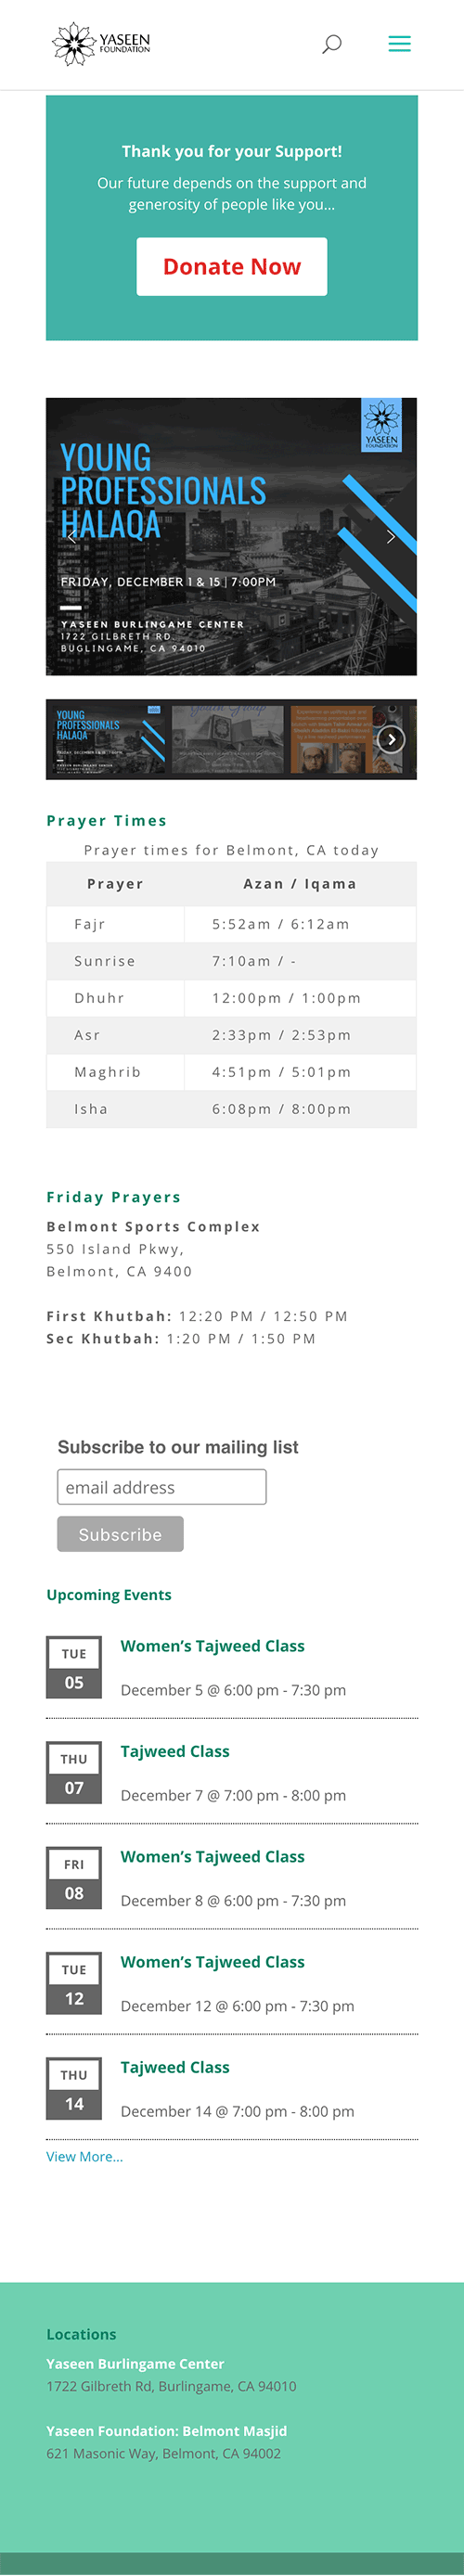 YASEEN
FOUNDATION
Thank you for your Support!
Our future depends on the support and
generosity of people like you...
Donate Now
YASEEN
FOUNDATION
YOUNG
PROFESSIONALS
HALAQA
FRIDAY, DECEMBER 1 & 15 | 7:00PM
YASEEN BURLINGAME CENTER
1722 GILBRETH RD.
BUGLINGAME, CA 94010
YOUNG
PROFESSIONALS
HALAQA
Prayer Times
Prayer times for Belmont, CA today
Prayer Azan / Iqama
Fajr 5:52am / 6:12am
Sunrise 7:10am / -
Dhuhr 12:00pm / 1:00pm
Asr 2:33pm / 2:53pm
Maghrib 4:51pm / 5:01pm
Isha 6:08pm / 8:00pm
Friday Prayers
Belmont Sports Complex
550 Island Pkwy,
Belmont, CA 9400
First Khutbah: 12:20 PM / 12:50 PM
Sec Khutbah: 1:20 PM / 1:50 PM
Subscribe to our mailing list
email address
Subscribe
Upcoming Events
TUE
05
Women’s Tajweed Class
December 5 @ 6:00 pm - 7:30 pm
THU
07
Tajweed Class
December 7 @ 7:00 pm - 8:00 pm
FRI
08
Women’s Tajweed Class
December 8 @ 6:00 pm - 7:30 pm
TUE
12
Women’s Tajweed Class
December 12 @ 6:00 pm - 7:30 pm
THU
14
Tajweed Class
December 14 @ 7:00 pm - 8:00 pm
View More…
Locations
Yaseen Burlingame Center
1722 Gilbreth Rd, Burlingame, CA 94010
Yaseen Foundation: Belmont Masjid
621 Masonic Way, Belmont, CA 94002